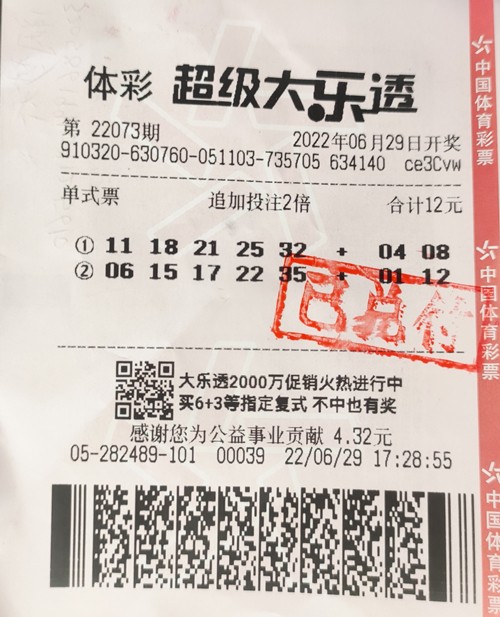 体彩 超级大乐透
第 22073期 2022年06月29日开奖
910320-630760-051103-735705 634140 ce3Cvw
单式票 追加投注2倍 合计12元
① 11 18 21 25 32 + 04 08
② 06 15 17 22 35 + 01 12
已兑付
大乐透2000万促销火热进行中
买6+3等指定复式 不中也有奖
感谢您为公益事业贡献 4.32元
05-282489-101 00039 22/06/29 17:28:55
中国体育彩票
中国体育彩票
中国体育彩票